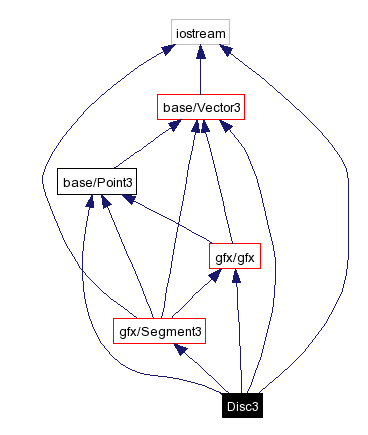 iostream
base/Vector3
base/Point3
gfx/gfx
gfx/Segment3
Disc3